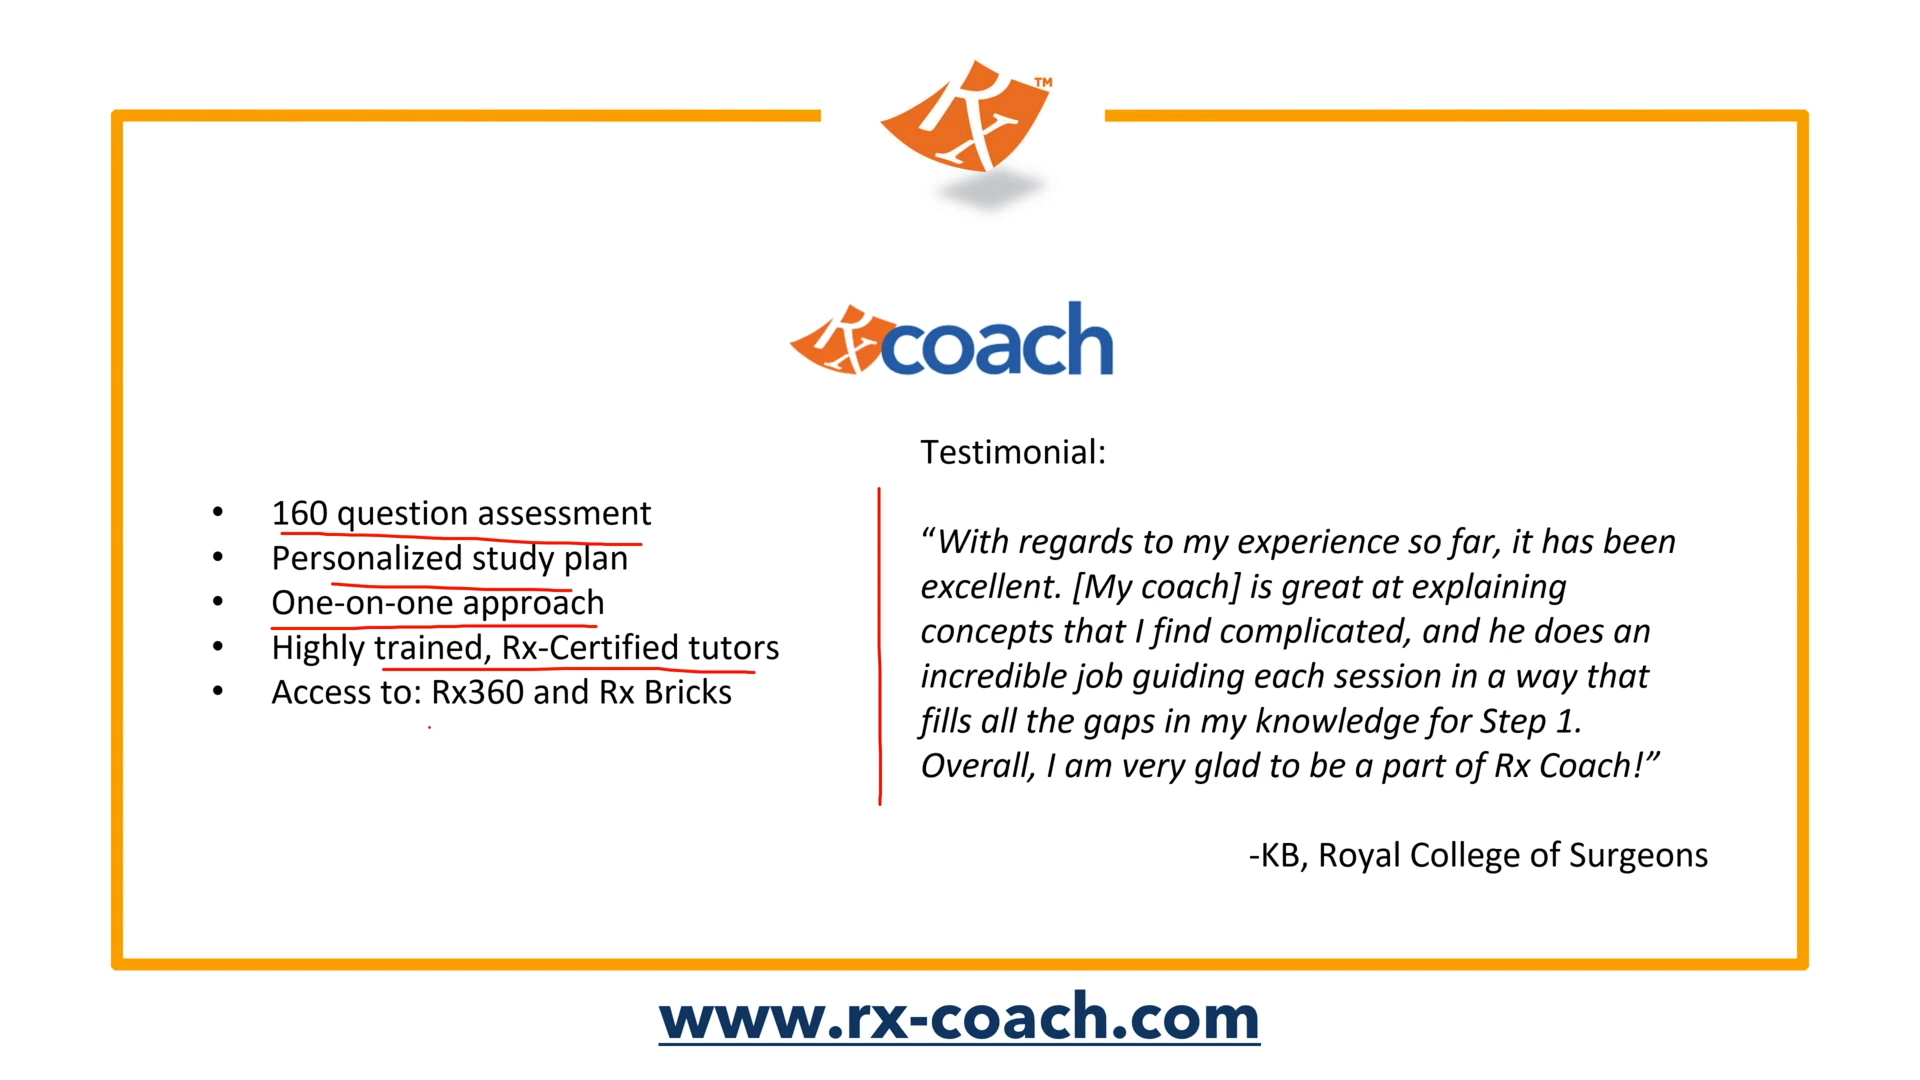 Rx™
Rxcoach
• 160 question assessment
• Personalized study plan
• One-on-one approach
• Highly trained, Rx-Certified tutors
• Access to: Rx360 and Rx Bricks
Testimonial:
“With regards to my experience so far, it has been
excellent. [My coach] is great at explaining
concepts that I find complicated, and he does an
incredible job guiding each session in a way that
fills all the gaps in my knowledge for Step 1.
Overall, I am very glad to be a part of Rx Coach!”
-KB, Royal College of Surgeons
www.rx-coach.com